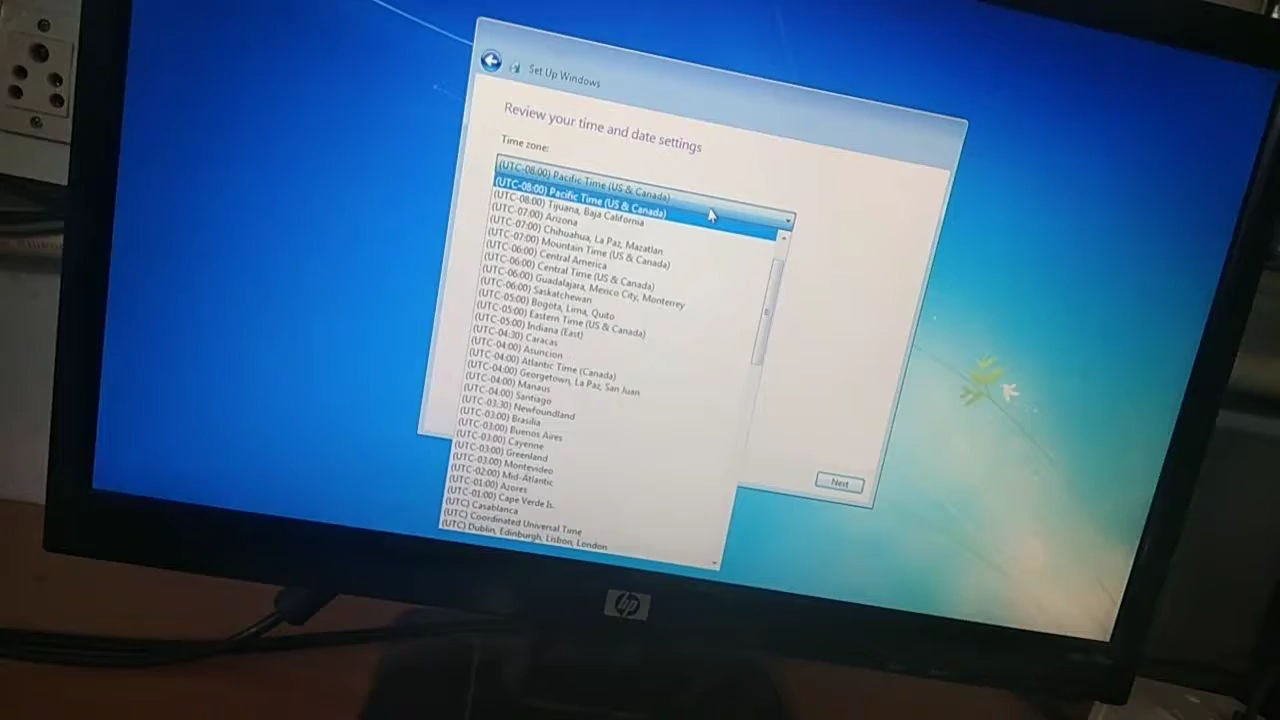 Set Up Windows
Review your time and date settings
Time zone:
(UTC-08:00) Pacific Time (US & Canada)
(UTC-08:00) Pacific Time (US & Canada)
(UTC-08:00) Tijuana, Baja California
(UTC-07:00) Arizona
(UTC-07:00) Chihuahua, La Paz, Mazatlan
(UTC-07:00) Mountain Time (US & Canada)
(UTC-06:00) Central America
(UTC-06:00) Central Time (US & Canada)
(UTC-06:00) Guadalajara, Mexico City, Monterrey
(UTC-06:00) Saskatchewan
(UTC-05:00) Bogota, Lima, Quito
(UTC-05:00) Eastern Time (US & Canada)
(UTC-05:00) Indiana (East)
(UTC-04:30) Caracas
(UTC-04:00) Asuncion
(UTC-04:00) Atlantic Time (Canada)
(UTC-04:00) Georgetown, La Paz, San Juan
(UTC-04:00) Manaus
(UTC-04:00) Santiago
(UTC-03:30) Newfoundland
(UTC-03:00) Brasilia
(UTC-03:00) Buenos Aires
(UTC-03:00) Cayenne
(UTC-03:00) Greenland
(UTC-03:00) Montevideo
(UTC-02:00) Mid-Atlantic
(UTC-01:00) Azores
(UTC-01:00) Cape Verde Is.
(UTC) Casablanca
(UTC) Coordinated Universal Time
(UTC) Dublin, Edinburgh, Lisbon, London
Next
hp